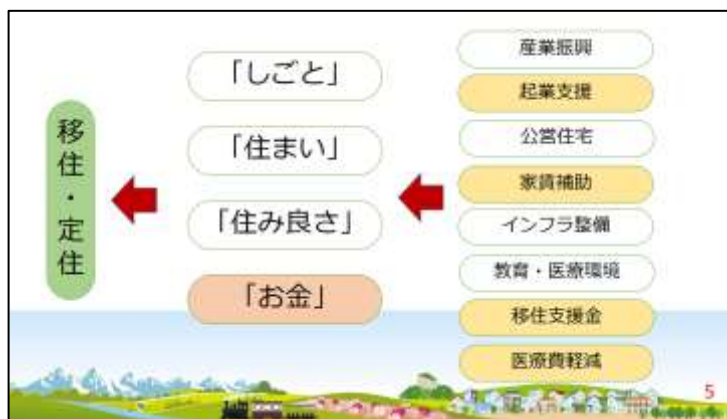 移住・定住
「しごと」
「住まい」
「住み良さ」
「お金」
産業振興
起業支援
公営住宅
家賃補助
インフラ整備
教育・医療環境
移住支援金
医療費軽減
5